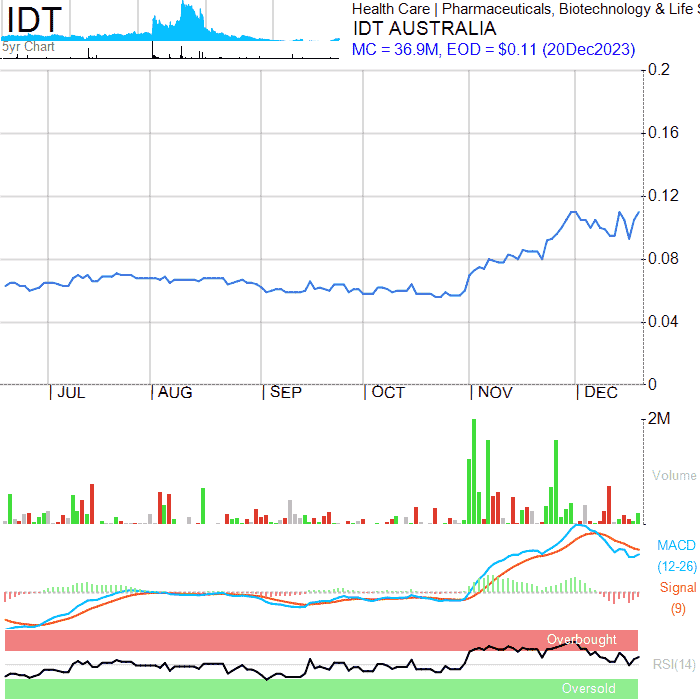 IDT
5yr Chart
Health Care | Pharmaceuticals, Biotechnology & Life S
IDT AUSTRALIA
MC = 36.9M, EOD = $0.11 (20Dec2023)
0.2
0.16
0.12
0.08
0.04
0
| JUL | AUG | SEP | OCT | NOV | DEC
2M
Volume
MACD
(12-26)
Signal
(9)
Overbought
RSI(14)
Oversold